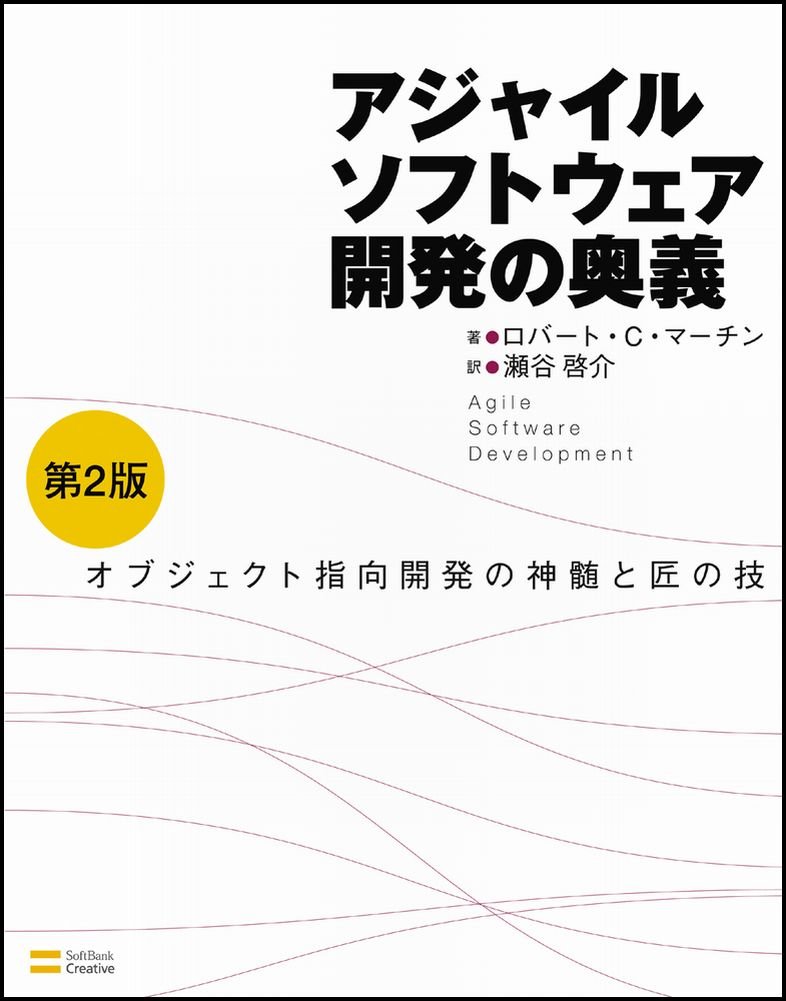 アジャイル
ソフトウェア
開発の奥義
著●ロバート・C・マーチン
訳●瀬谷 啓介
Agile
Software
Development
第2版
オブジェクト指向開発の神髄と匠の技
SoftBank
Creative